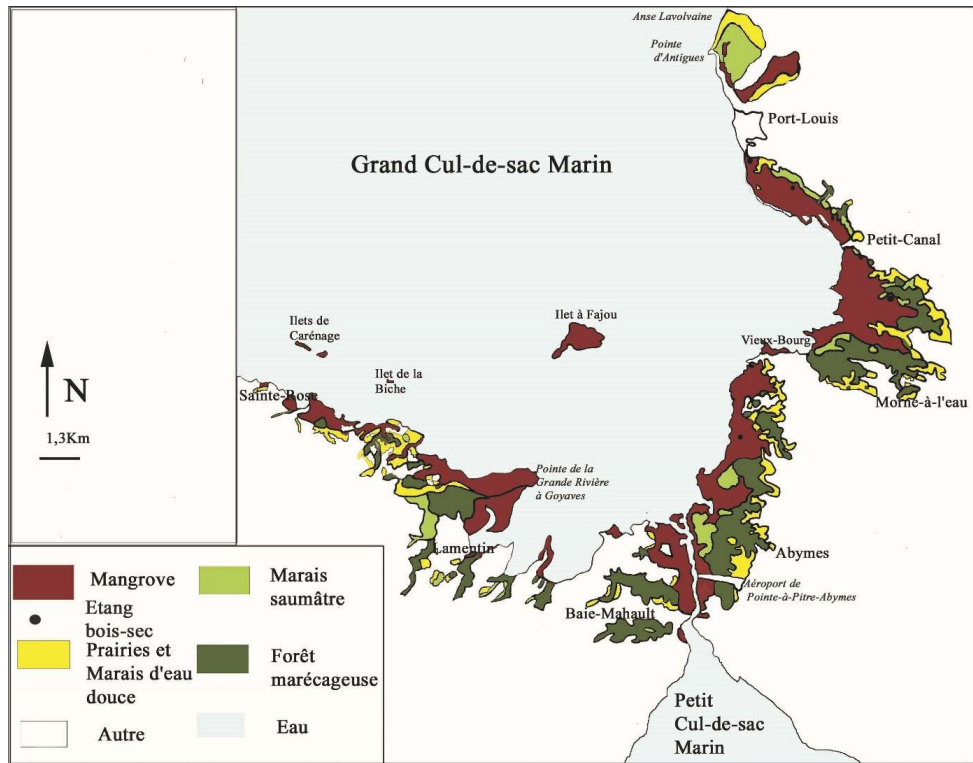 Anse Lavolvaine
Pointe
d'Antigues
Port-Louis
Grand Cul-de-sac Marin
Petit-Canal
Ilets de
Carénage
Ilet à Fajou
Vieux-Bourg
Ilet de la
Biche
N
Sainte-Rose
Morne-à-l'eau
1,3Km
Pointe de la
Grande Rivière
à Goyaves
Lamentin
Abymes
Aéroport de
Pointe-à-Pitre-Abymes
Baie-Mahault
Petit
Cul-de-sac
Marin
Mangrove
Etang
bois-sec
Prairies et
Marais d'eau
douce
Autre
Marais
saumâtre
Forêt
marécageuse
Eau